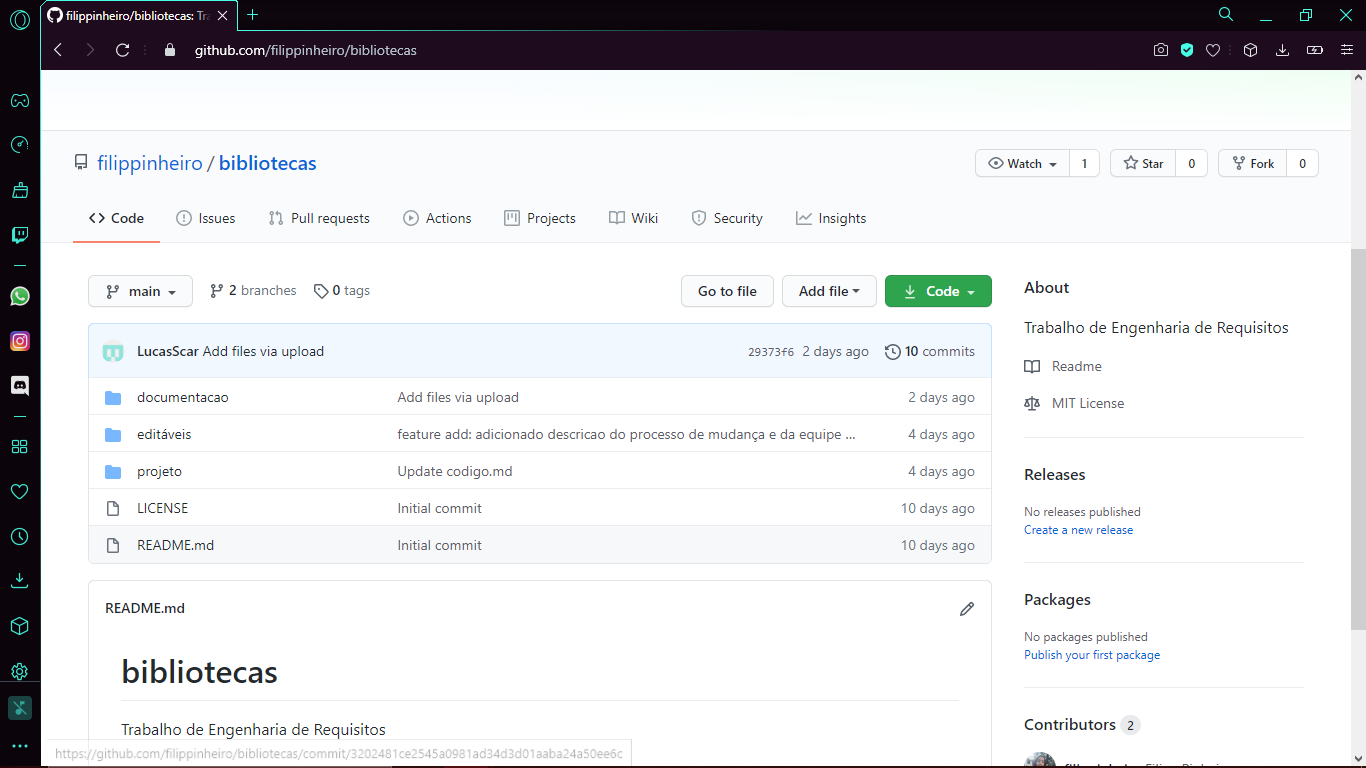 filippinheiro/bibliotecas: Tra
github.com/filippinheiro/bibliotecas
filippinheiro / bibliotecas
Watch 1
Star 0
Fork 0
Code
Issues
Pull requests
Actions
Projects
Wiki
Security
Insights
main
2 branches
0 tags
Go to file
Add file
Code
LucasScar Add files via upload 29373f6 2 days ago 10 commits
documentacao Add files via upload 2 days ago
editáveis feature add: adicionado descricao do processo de mudança e da equipe ... 4 days ago
projeto Update codigo.md 4 days ago
LICENSE Initial commit 10 days ago
README.md Initial commit 10 days ago
README.md
bibliotecas
Trabalho de Engenharia de Requisitos
About
Trabalho de Engenharia de Requisitos
Readme
MIT License
Releases
No releases published
Create a new release
Packages
No packages published
Publish your first package
Contributors 2
https://github.com/filippinheiro/bibliotecas/commit/3202481ce2545a0981ad34d3d01aaba24a50ee6c